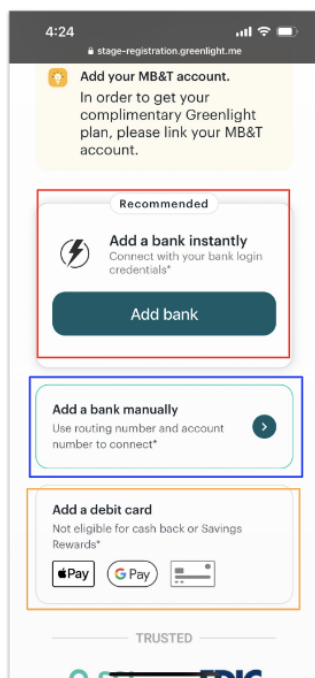 4:24
stage-registration.greenlight.me
Add your MB&T account.
In order to get your
complimentary Greenlight
plan, please link your MB&T
account.
Recommended
Add a bank instantly
Connect with your bank login
credentials*
Add bank
Add a bank manually
Use routing number and account
number to connect*
Add a debit card
Not eligible for cash back or Savings
Rewards*
Pay
G Pay
TRUSTED